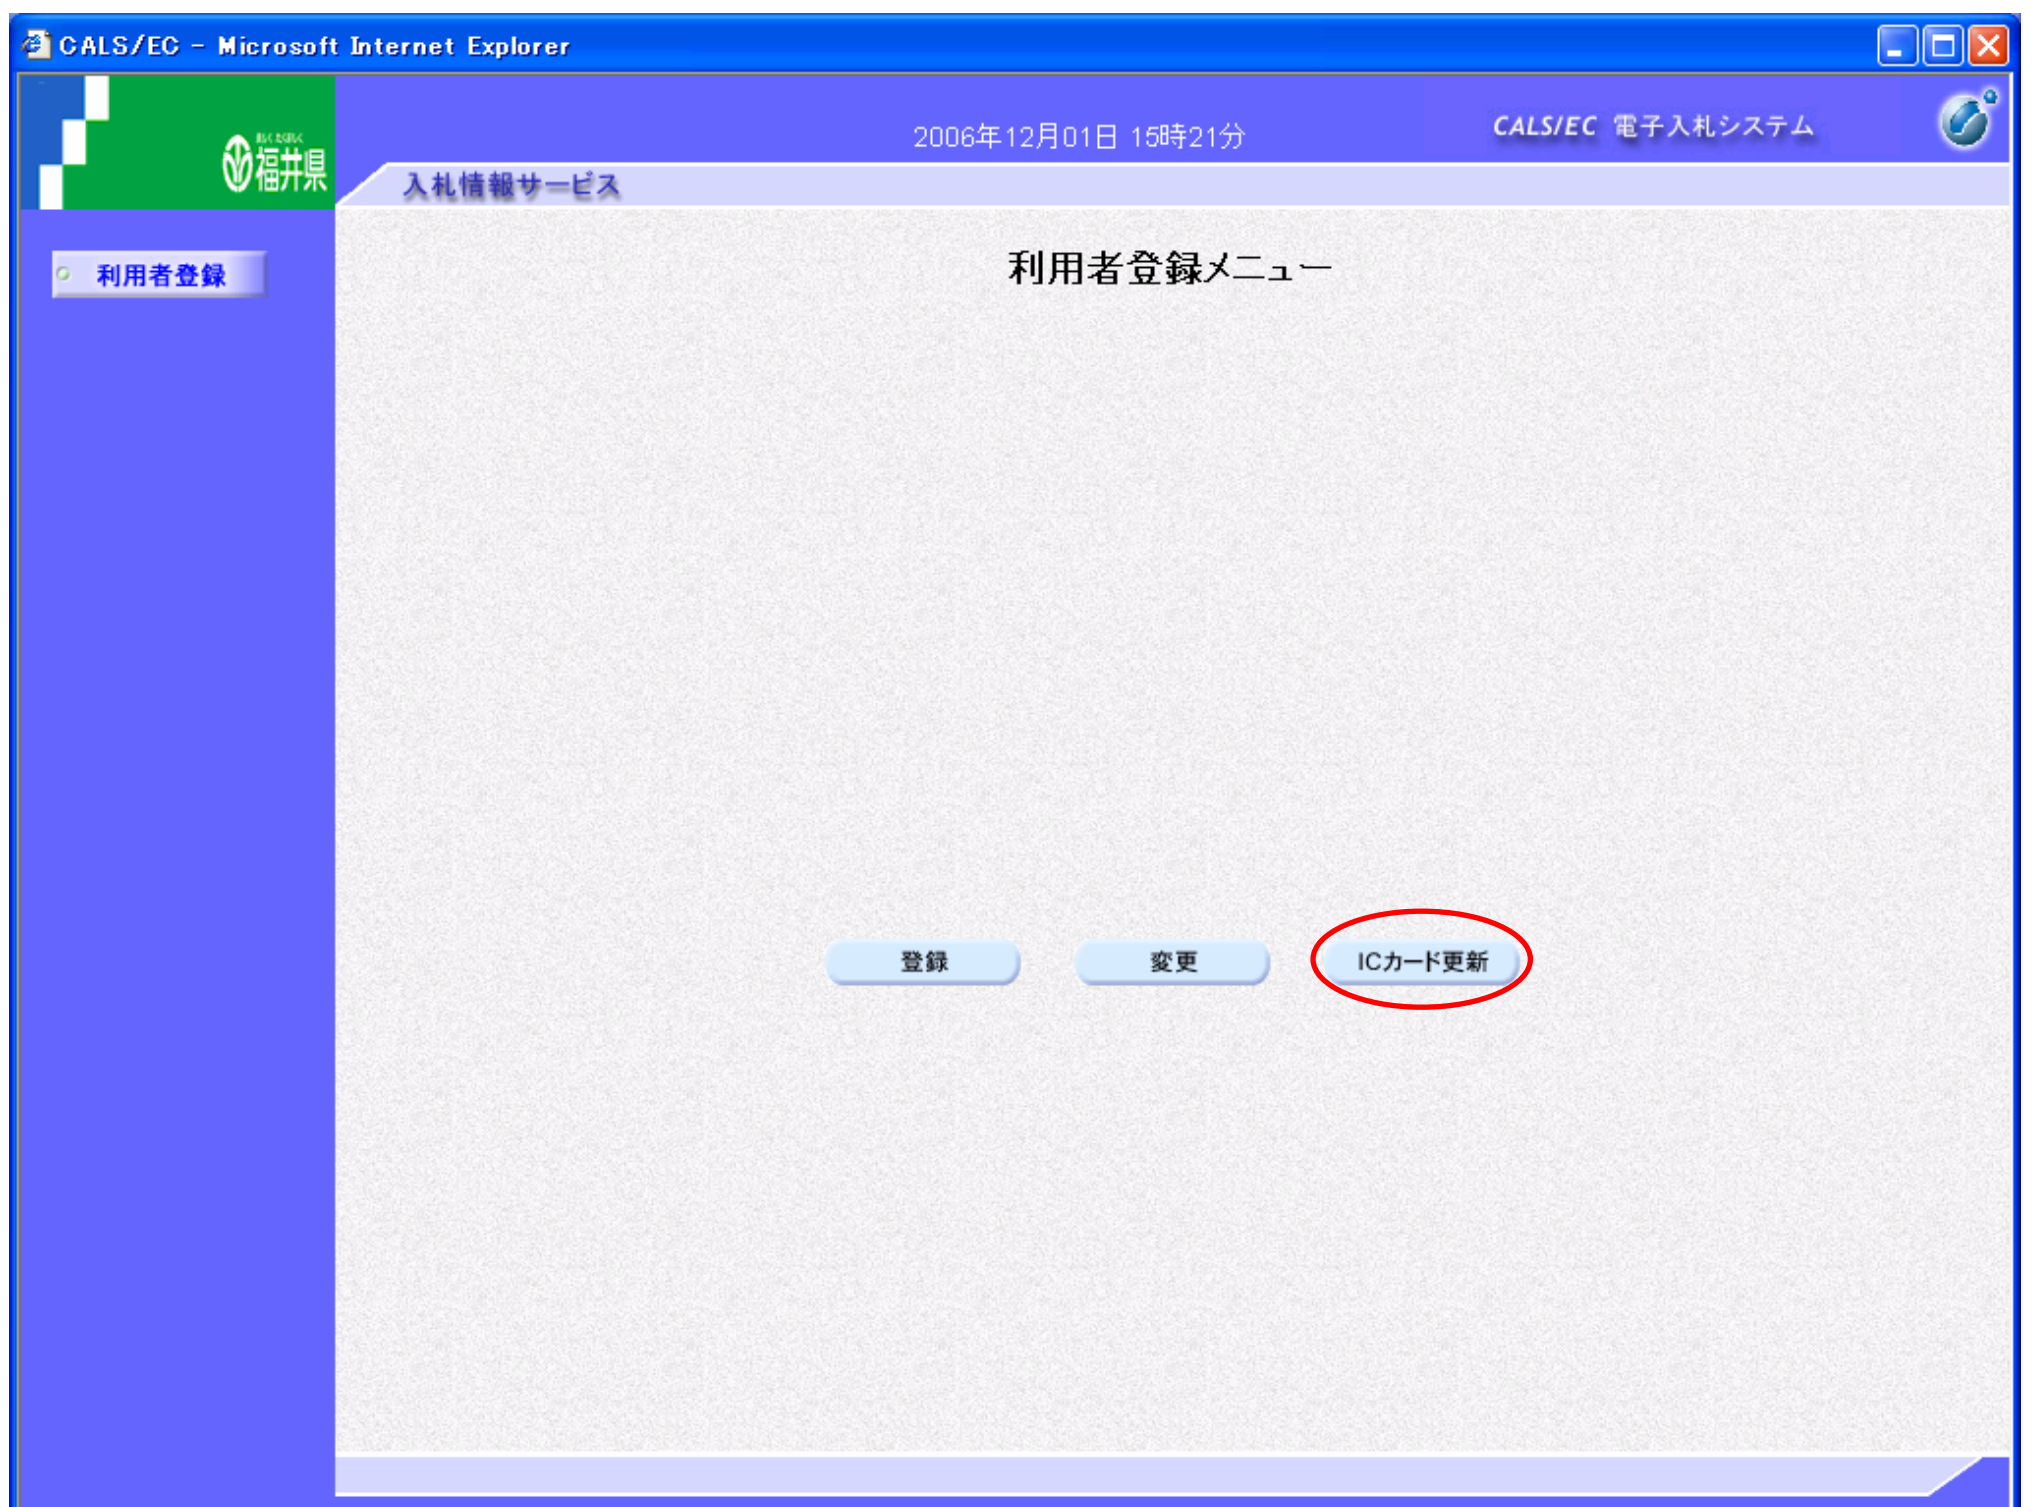 CALS/EC - Microsoft Internet Explorer
福井県
2006年12月01日 15時21分
CALS/EC 電子入札システム
入札情報サービス
利用者登録
利用者登録メニュー
登録
変更
ICカード更新